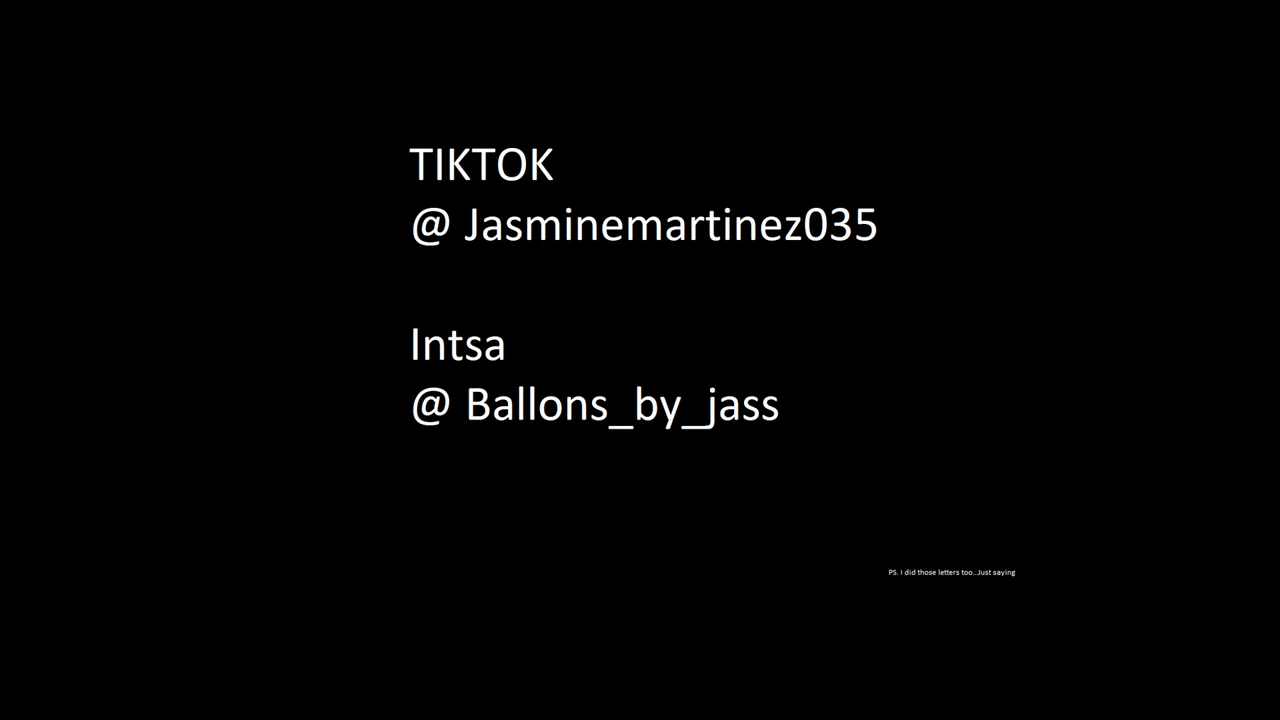 TIKTOK
@ Jasminemartinez035
Intsa
@ Ballons_by_jass
PS. I did those letters too...Just saying